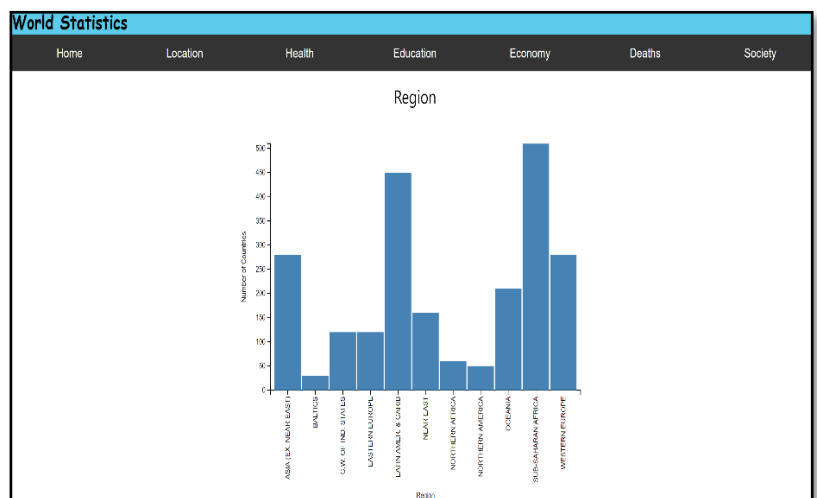 World Statistics
Home Location Health Education Economy Deaths Society
Region
Number of Countries
500
450
400
350
300
250
200
150
100
50
0
ASIA (EX. NEAR EAST)
BALTICS
C.W. OF IND. STATES
EASTERN EUROPE
LATIN AMER. & CARIB
NEAR EAST
NORTHERN AFRICA
NORTHERN AMERICA
OCEANIA
SUB-SAHARAN AFRICA
WESTERN EUROPE
Region